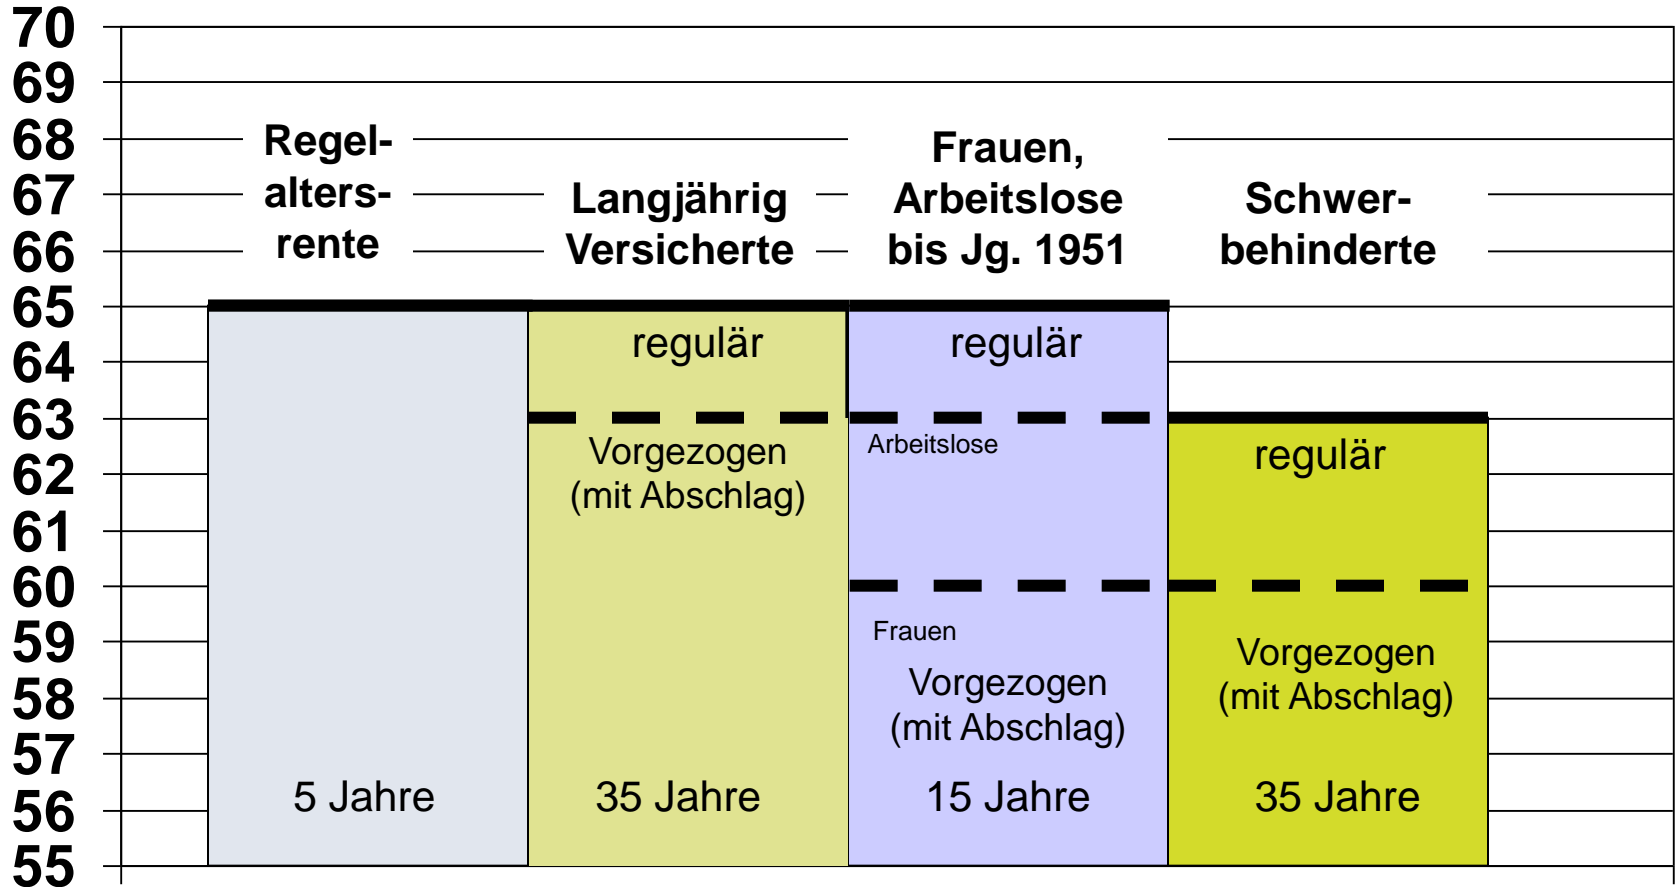 70
69
68
67
66
65
64
63
62
61
60
59
58
57
56
55
Regel-
alters-
rente
Langjährig
Versicherte
Frauen,
Arbeitslose
bis Jg. 1951
Schwer-
behinderte
5 Jahre
regulär
Vorgezogen
(mit Abschlag)
35 Jahre
regulär
Arbeitslose
Frauen
Vorgezogen
(mit Abschlag)
15 Jahre
regulär
Vorgezogen
(mit Abschlag)
35 Jahre